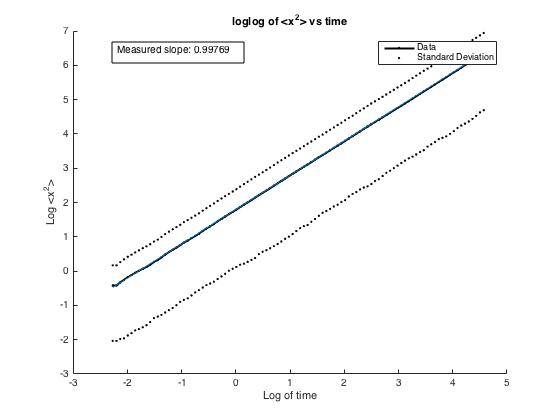 loglog of <x2> vs time
Measured slope: 0.99769
Data
Standard Deviation
7
6
5
4
3
2
1
0
-1
-2
-3
Log <x2>
-3 -2 -1 0 1 2 3 4 5
Log of time